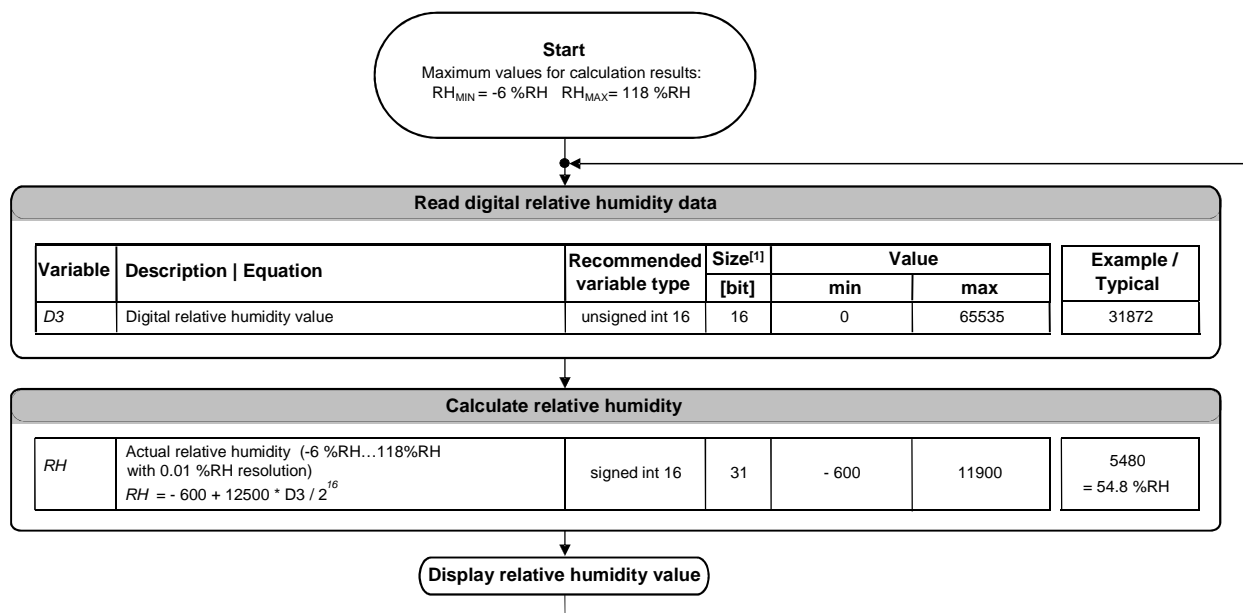 Start
Maximum values for calculation results:
RHMIN = -6 %RH RHMAX= 118 %RH
Read digital relative humidity data
Variable Description | Equation Recommended variable type Size[1] [bit] Value min max Example / Typical
D3 Digital relative humidity value unsigned int 16 16 0 65535 31872
Calculate relative humidity
RH Actual relative humidity (-6 %RH…118%RH
with 0.01 %RH resolution)
RH = - 600 + 12500 * D3 / 2^16
signed int 16 31 - 600 11900 5480
= 54.8 %RH
Display relative humidity value